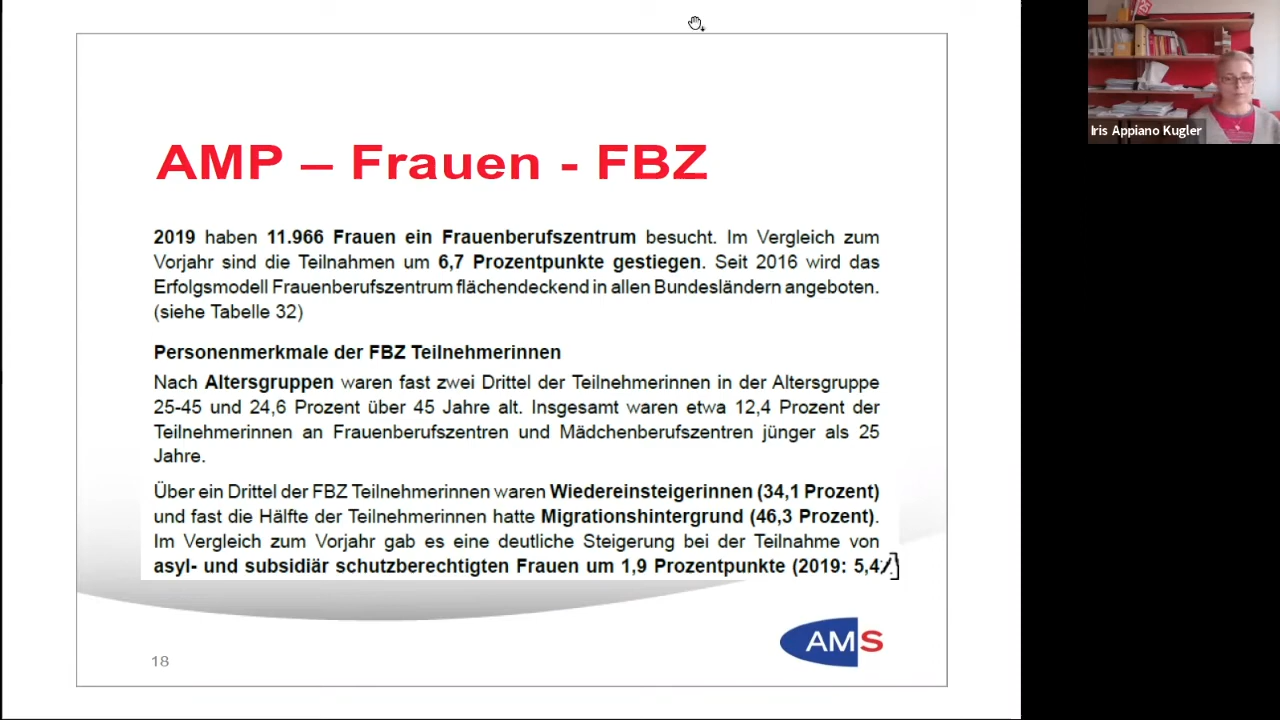 AMP – Frauen - FBZ
2019 haben 11.966 Frauen ein Frauenberufszentrum besucht. Im Vergleich zum
Vorjahr sind die Teilnahmen um 6,7 Prozentpunkte gestiegen. Seit 2016 wird das
Erfolgsmodell Frauenberufszentrum flächendeckend in allen Bundesländern angeboten.
(siehe Tabelle 32)
Personenmerkmale der FBZ Teilnehmerinnen
Nach Altersgruppen waren fast zwei Drittel der Teilnehmerinnen in der Altersgruppe
25-45 und 24,6 Prozent über 45 Jahre alt. Insgesamt waren etwa 12,4 Prozent der
Teilnehmerinnen an Frauenberufszentren und Mädchenberufszentren jünger als 25
Jahre.
Über ein Drittel der FBZ Teilnehmerinnen waren Wiedereinsteigerinnen (34,1 Prozent)
und fast die Hälfte der Teilnehmerinnen hatte Migrationshintergrund (46,3 Prozent).
Im Vergleich zum Vorjahr gab es eine deutliche Steigerung bei der Teilnahme von
asyl- und subsidiär schutzberechtigten Frauen um 1,9 Prozentpunkte (2019: 5,4
AMS
18
Iris Appiano Kugler